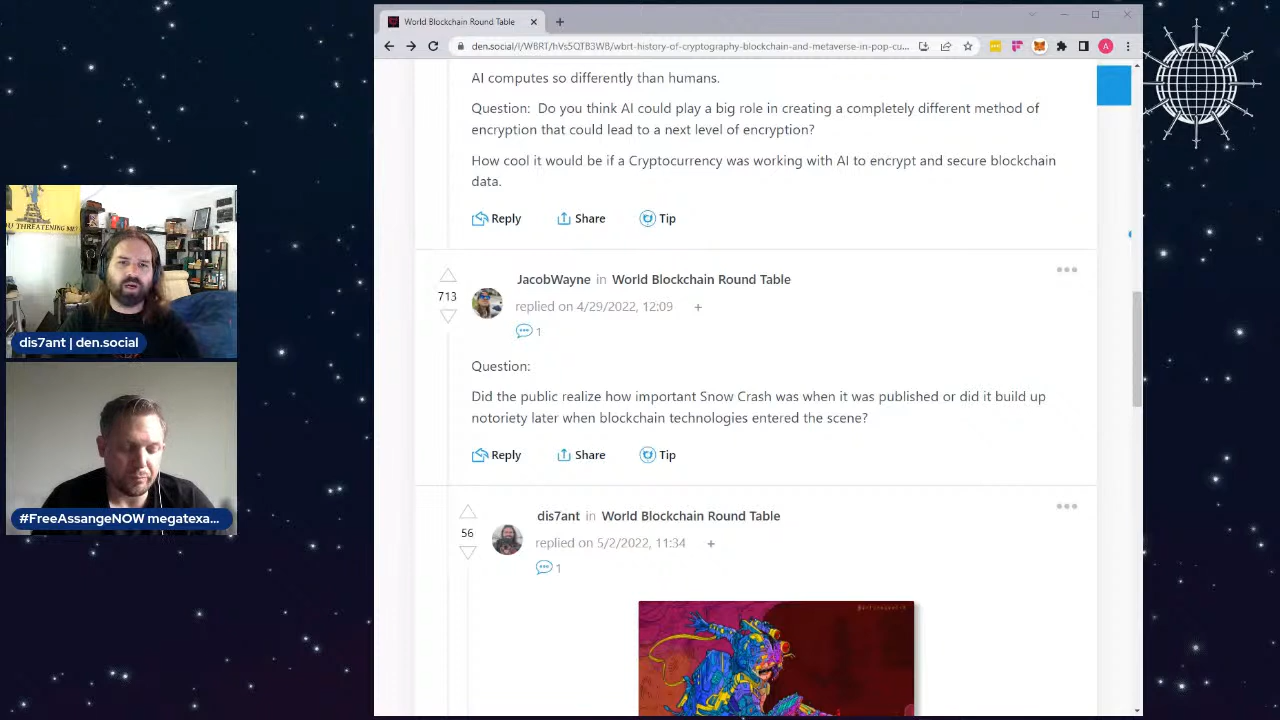 World Blockchain Round Table
den.social/l/WBRT/hVs5QTB3WB/wbrt-history-of-cryptography-blockchain-and-metaverse-in-pop-cu...
A
AI computes so differently than humans.
Question: Do you think AI could play a big role in creating a completely different method of
encryption that could lead to a next level of encryption?
How cool it would be if a Cryptocurrency was working with AI to encrypt and secure blockchain
data.
Reply Share Tip
JacobWayne in World Blockchain Round Table
713
replied on 4/29/2022, 12:09 +
1
Question:
Did the public realize how important Snow Crash was when it was published or did it build up
notoriety later when blockchain technologies entered the scene?
Reply Share Tip
dis7ant in World Blockchain Round Table
56
replied on 5/2/2022, 11:34 +
1
THREATENING ME?
dis7ant | den.social
#FreeAssangeNOW megatexa...